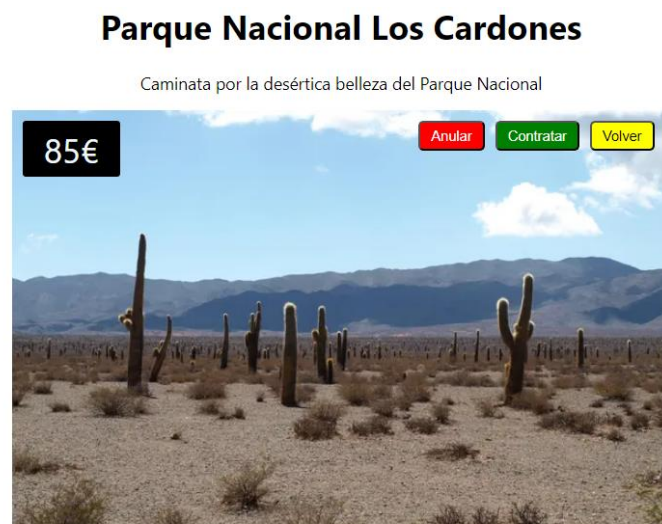 Parque Nacional Los Cardones
Caminata por la desértica belleza del Parque Nacional
85€
Anular
Contratar
Volver